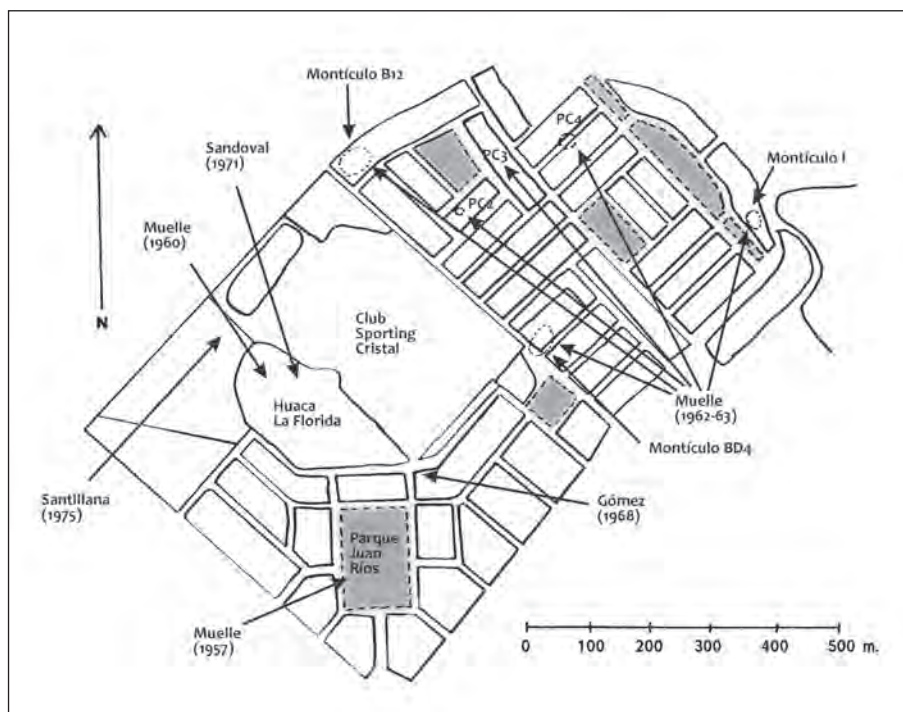 Montículo B12
Sandoval
(1971)
PC4
PC3
Montículo I
Muelle
(1960)
PC2
Club
Sporting
Cristal
N
Huaca
La Florida
Muelle
(1962-63)
Montículo BD4
Santillana
(1975)
Gómez
(1968)
Parque
Juan
Ríos
Muelle
(1957)
0 100 200 300 400 500 m.